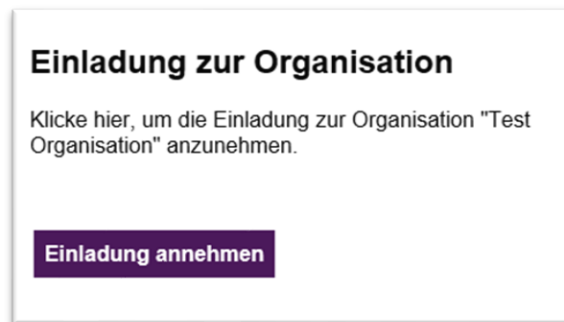 Einladung zur Organisation
Klicke hier, um die Einladung zur Organisation "Test
Organisation" anzunehmen.
Einladung annehmen